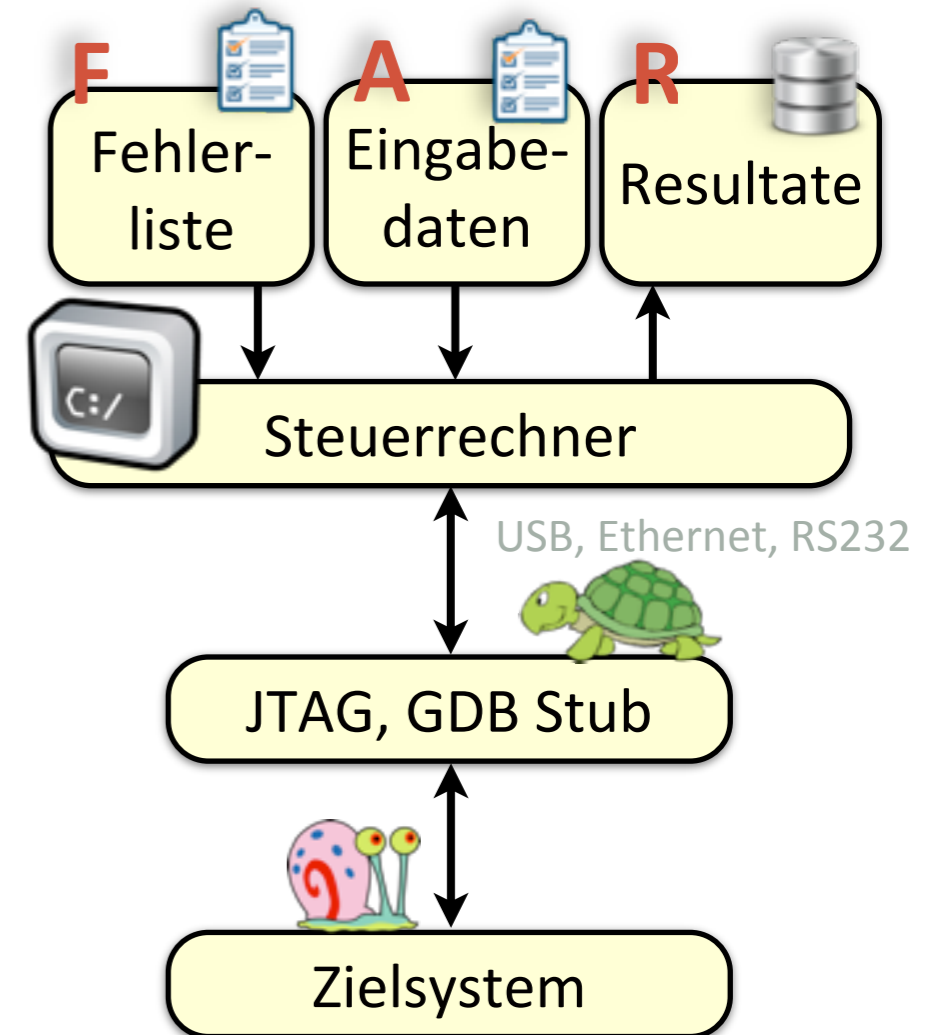 F
Fehler-
liste
A
Eingabe-
daten
R
Resultate
C:/
Steuerrechner
USB, Ethernet, RS232
JTAG, GDB Stub
Zielsystem